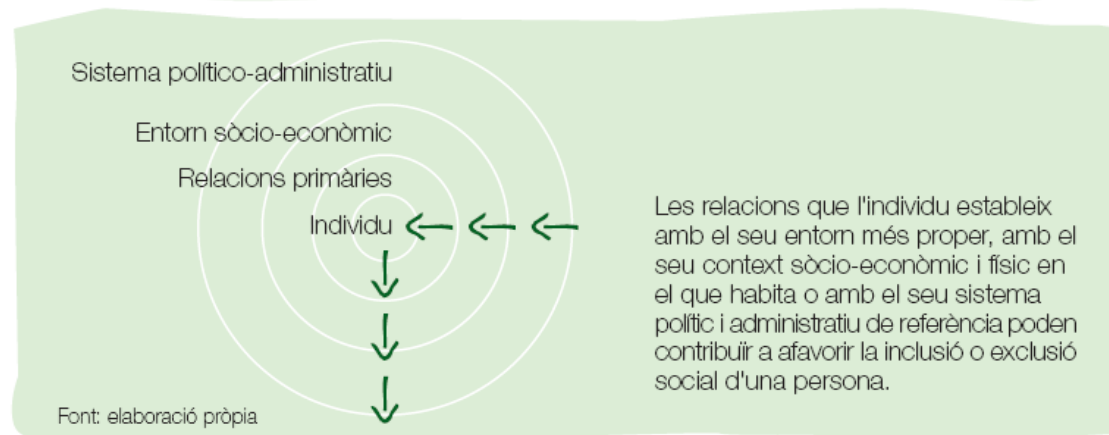 Sistema político-administratiu
Entorn sòcio-econòmic
Relacions primàries
Individu
Les relacions que l'individu estableix
amb el seu entorn més proper, amb el
seu context sòcio-econòmic i físic en
el que habita o amb el seu sistema
polític i administratiu de referència poden
contribuïr a afavorir la inclusió o exclusió
social d'una persona.
Font: elaboració pròpia